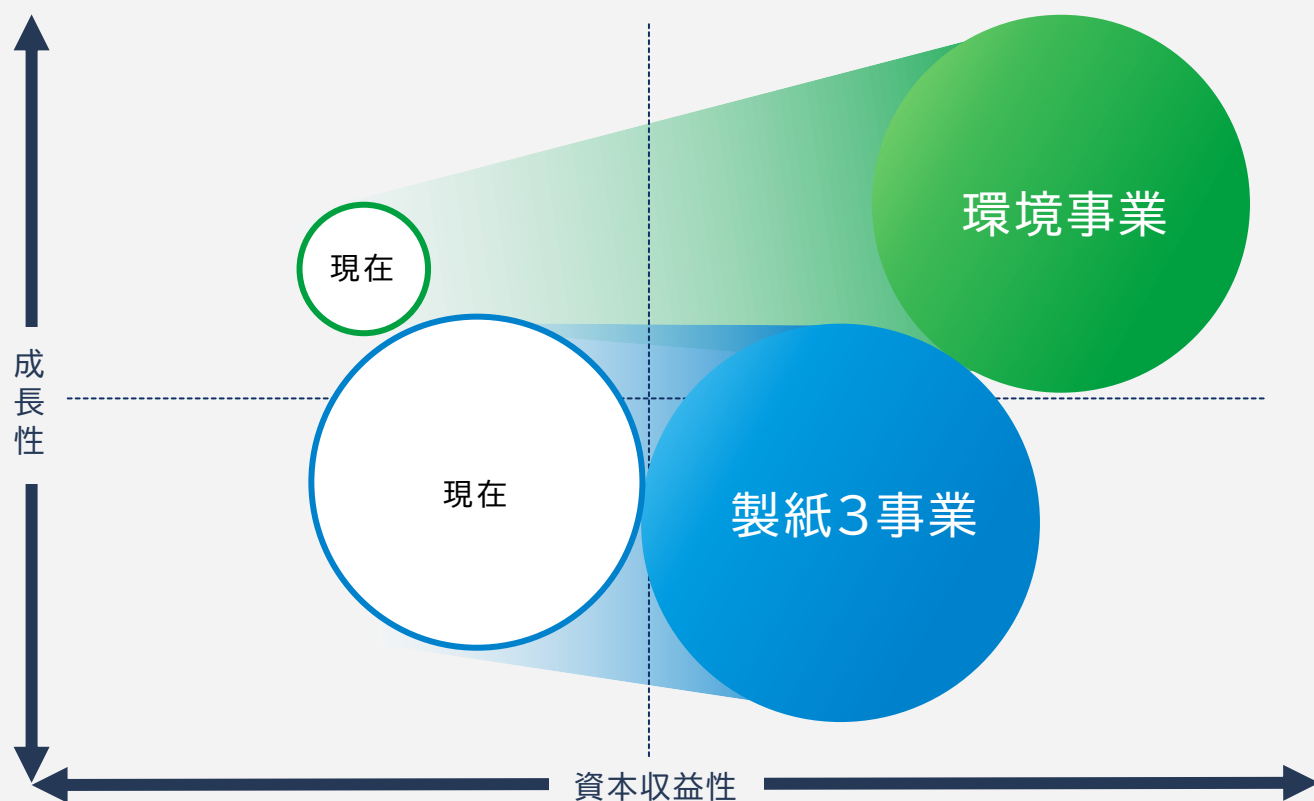 環境事業
現在
成長性
現在
製紙３事業
資本収益性